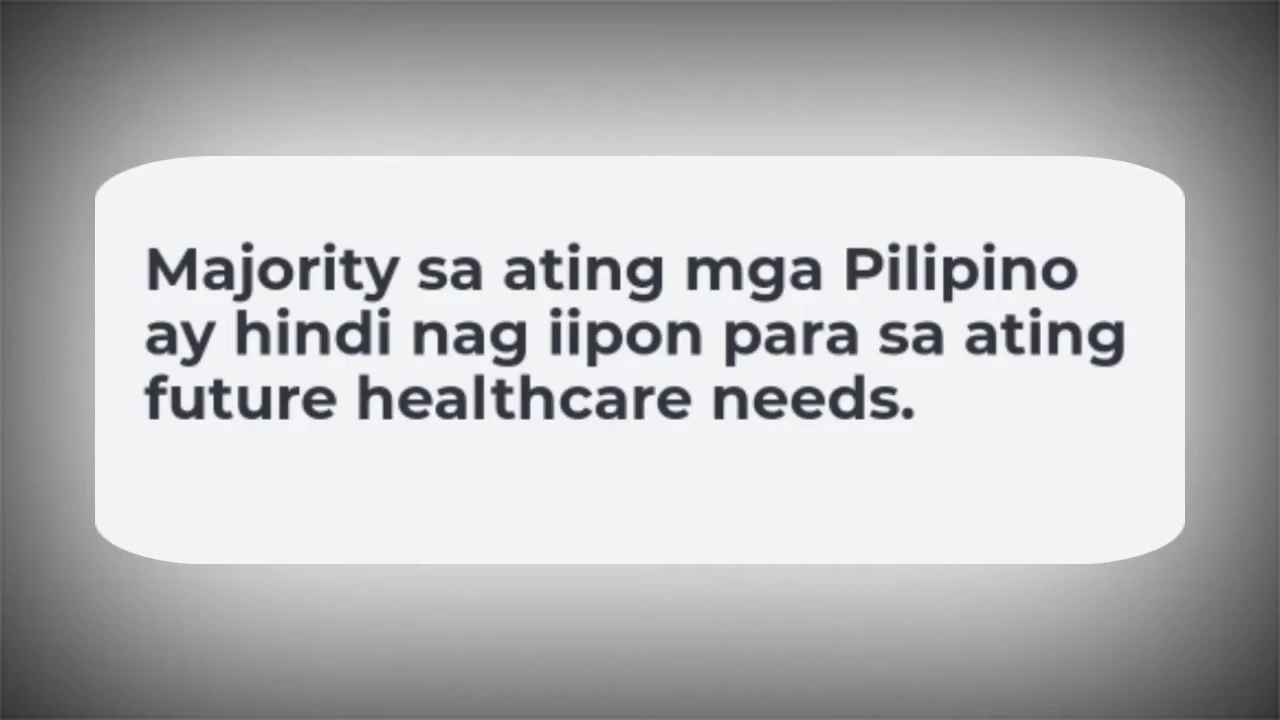 Majority sa ating mga Pilipino
ay hindi nag iipon para sa ating
future healthcare needs.